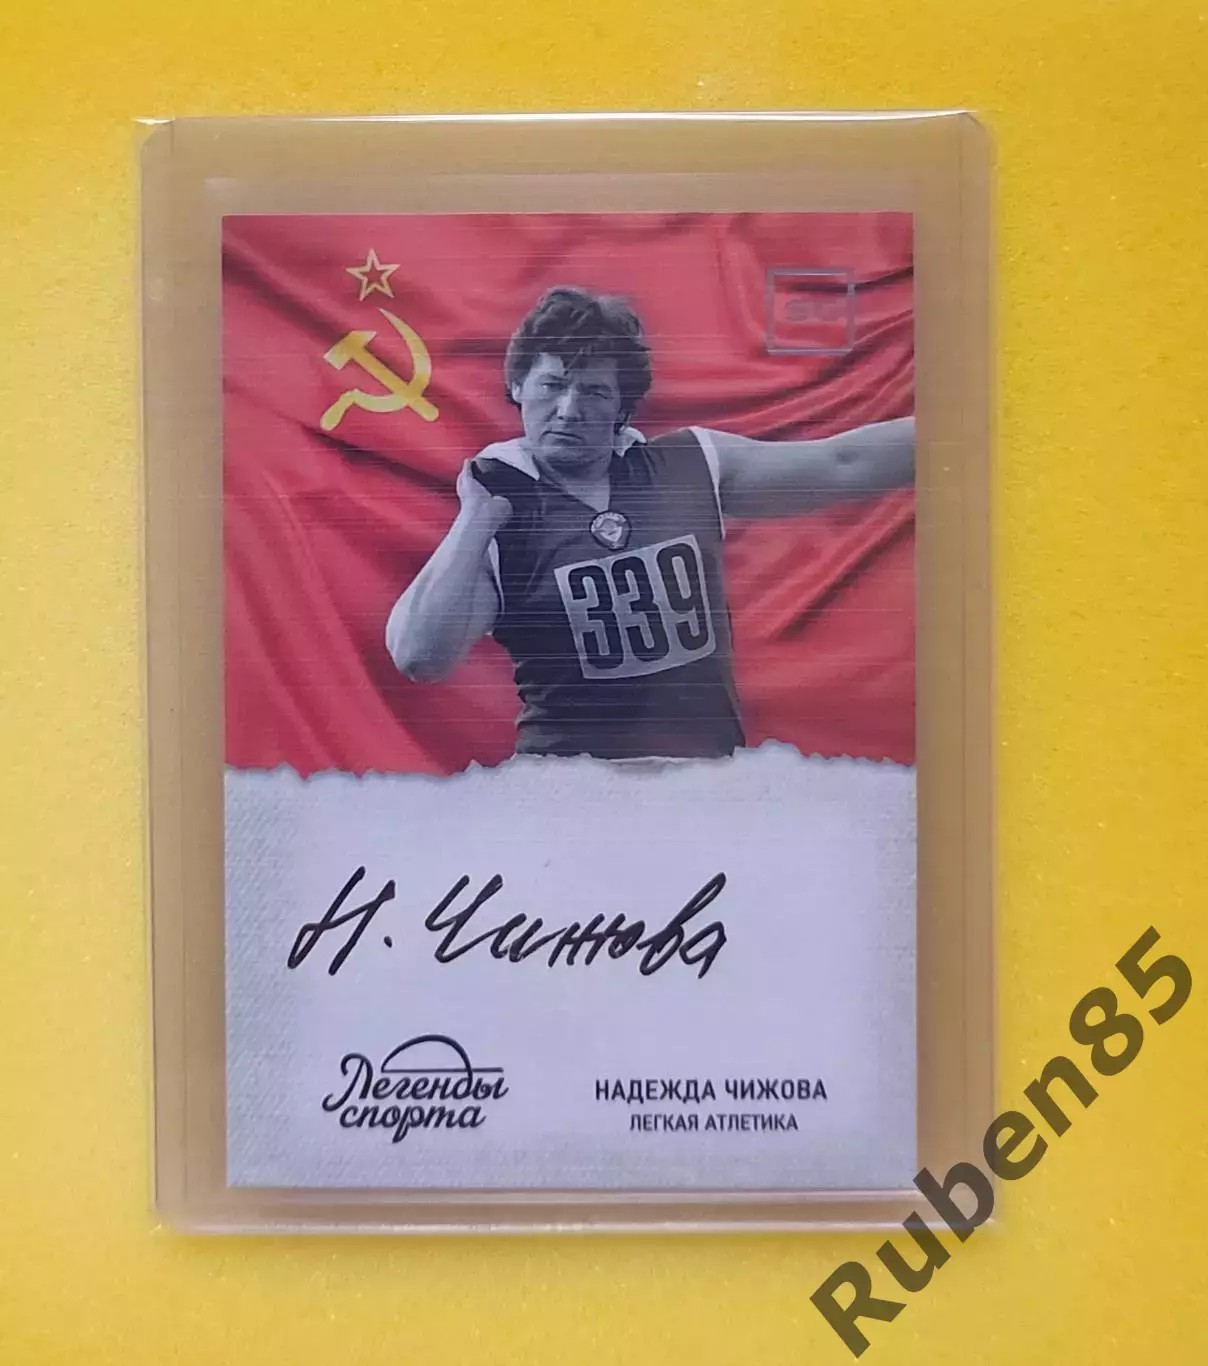 339
Н. Чижова
Легенды
спорта
НАДЕЖДА ЧИЖОВА
ЛЕГКАЯ АТЛЕТИКА
Ruben85